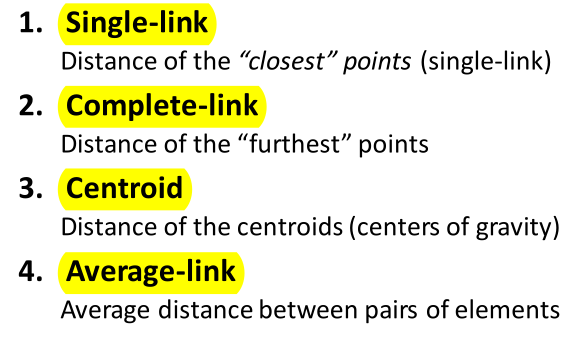 1. Single-link
Distance of the “closest” points (single-link)
2. Complete-link
Distance of the “furthest” points
3. Centroid
Distance of the centroids (centers of gravity)
4. Average-link
Average distance between pairs of elements